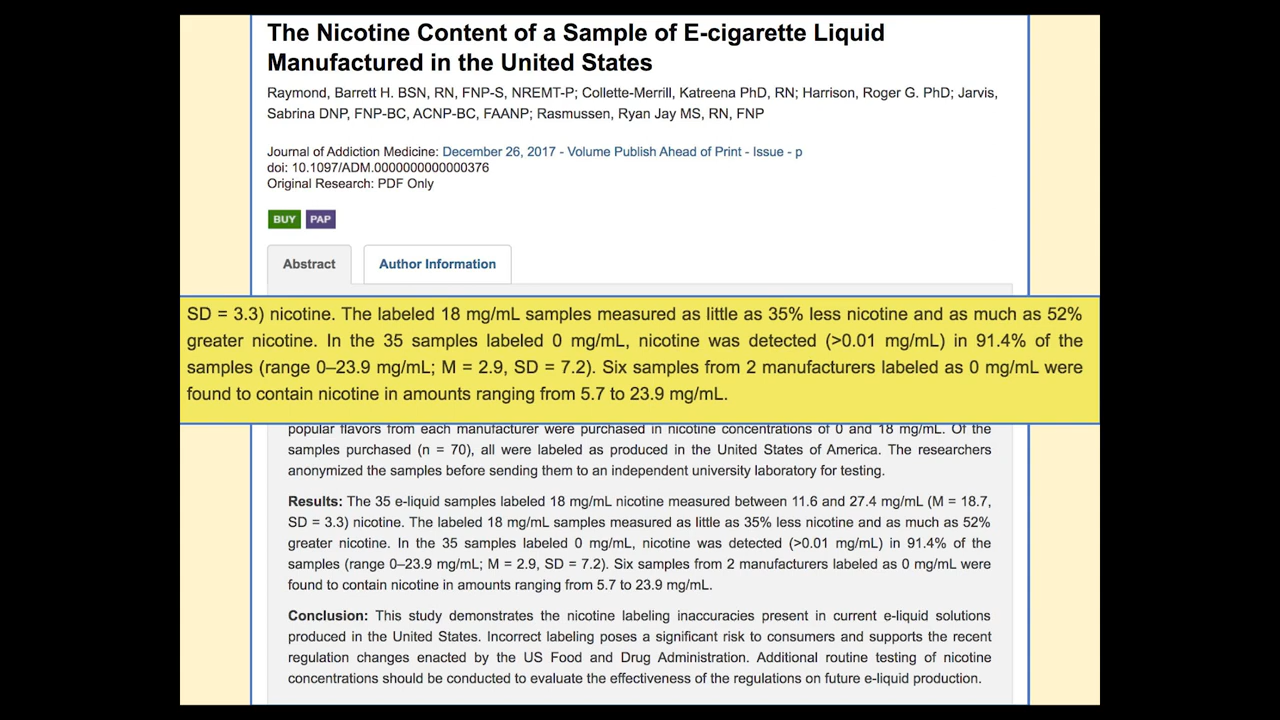 The Nicotine Content of a Sample of E-cigarette Liquid
Manufactured in the United States
Raymond, Barrett H. BSN, RN, FNP-S, NREMT-P; Collette-Merrill, Katreena PhD, RN; Harrison, Roger G. PhD; Jarvis,
Sabrina DNP, FNP-BC, ACNP-BC, FAANP; Rasmussen, Ryan Jay MS, RN, FNP
Journal of Addiction Medicine: December 26, 2017 - Volume Publish Ahead of Print - Issue - p
doi: 10.1097/ADM.0000000000000376
Original Research: PDF Only
BUY PAP
Abstract Author Information
SD = 3.3) nicotine. The labeled 18 mg/mL samples measured as little as 35% less nicotine and as much as 52%
greater nicotine. In the 35 samples labeled 0 mg/mL, nicotine was detected (>0.01 mg/mL) in 91.4% of the
samples (range 0–23.9 mg/mL; M = 2.9, SD = 7.2). Six samples from 2 manufacturers labeled as 0 mg/mL were
found to contain nicotine in amounts ranging from 5.7 to 23.9 mg/mL.
popular flavors from each manufacturer were purchased in nicotine concentrations of 0 and 18 mg/mL. Of the
samples purchased (n = 70), all were labeled as produced in the United States of America. The researchers
anonymized the samples before sending them to an independent university laboratory for testing.
Results: The 35 e-liquid samples labeled 18 mg/mL nicotine measured between 11.6 and 27.4 mg/mL (M = 18.7,
SD = 3.3) nicotine. The labeled 18 mg/mL samples measured as little as 35% less nicotine and as much as 52%
greater nicotine. In the 35 samples labeled 0 mg/mL, nicotine was detected (>0.01 mg/mL) in 91.4% of the
samples (range 0–23.9 mg/mL; M = 2.9, SD = 7.2). Six samples from 2 manufacturers labeled as 0 mg/mL were
found to contain nicotine in amounts ranging from 5.7 to 23.9 mg/mL.
Conclusion: This study demonstrates the nicotine labeling inaccuracies present in current e-liquid solutions
produced in the United States. Incorrect labeling poses a significant risk to consumers and supports the recent
regulation changes enacted by the US Food and Drug Administration. Additional routine testing of nicotine
concentrations should be conducted to evaluate the effectiveness of the regulations on future e-liquid production.